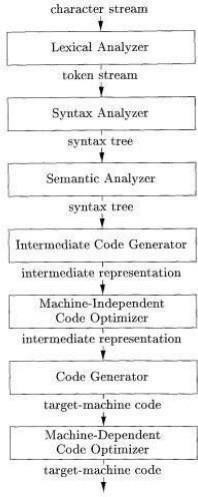 character stream
Lexical Analyzer
token stream
Syntax Analyzer
syntax tree
Semantic Analyzer
syntax tree
Intermediate Code Generator
intermediate representation
Machine-Independent
Code Optimizer
intermediate representation
Code Generator
target-machine code
Machine-Dependent
Code Optimizer
target-machine code